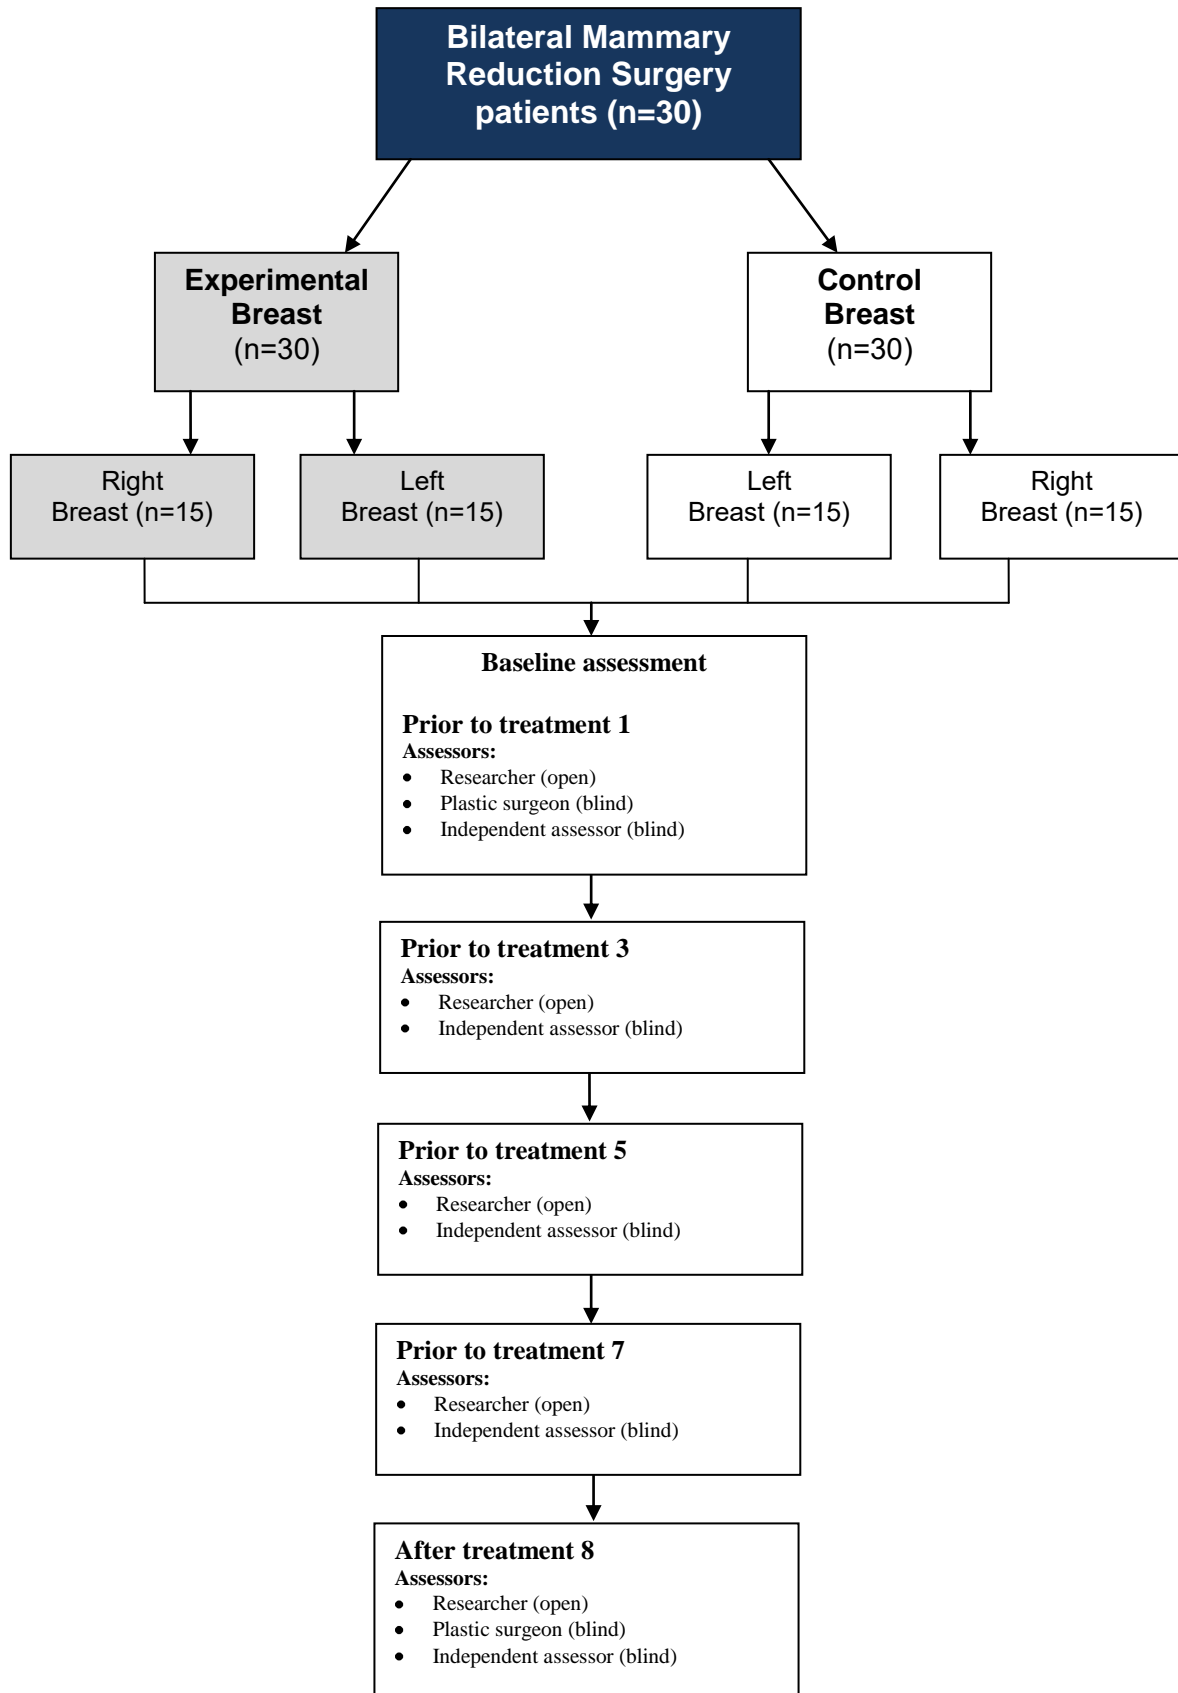 Bilateral Mammary
Reduction Surgery
patients (n=30)
Experimental
Breast
(n=30)
Control
Breast
(n=30)
Right
Breast (n=15)
Left
Breast (n=15)
Left
Breast (n=15)
Right
Breast (n=15)
Baseline assessment
Prior to treatment 1
Assessors:
• Researcher (open)
• Plastic surgeon (blind)
• Independent assessor (blind)
Prior to treatment 3
Assessors:
• Researcher (open)
• Independent assessor (blind)
Prior to treatment 5
Assessors:
• Researcher (open)
• Independent assessor (blind)
Prior to treatment 7
Assessors:
• Researcher (open)
• Independent assessor (blind)
After treatment 8
Assessors:
• Researcher (open)
• Plastic surgeon (blind)
• Independent assessor (blind)